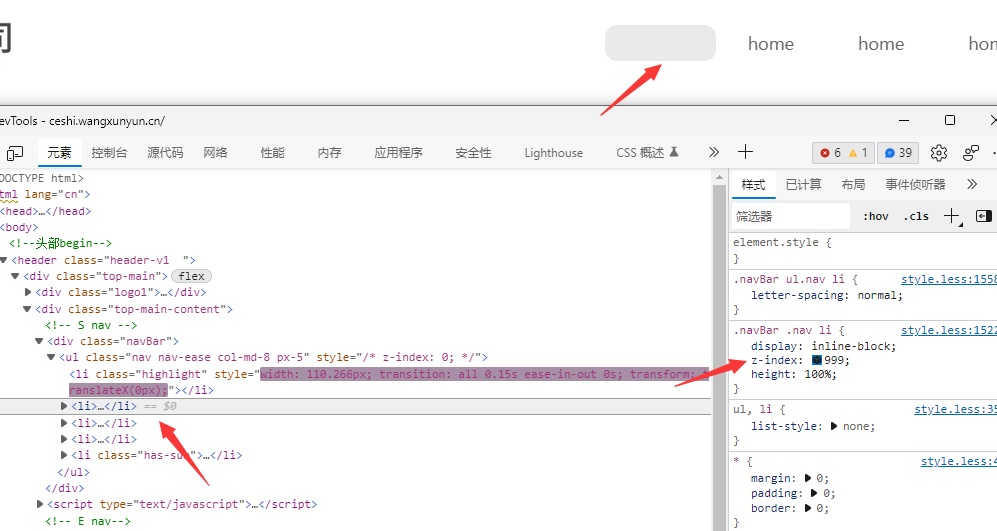 司
home home hom
evTools - ceshi.wangxunyun.cn/
元素 控制台 源代码 网络 性能 内存 应用程序 安全性 Lighthouse CSS 概述 6 1 39
DOCTYPE html>
tml lang="cn">
<head>…</head>
<body>
<!--头部begin-->
<header class="header-v1  ">
<div class="top-main"> flex
<div class="logo1">…</div>
<div class="top-main-content">
<!-- S nav -->
<div class="navBar">
<ul class="nav nav-ease col-md-8 px-5" style="/* z-index: 0; */">
<li class="highlight" style="width: 110.266px; transition: all 0.15s ease-in-out 0s; transform: t
ranslateX(0px);"></li>
<li>…</li> == $0
<li>…</li>
<li>…</li>
<li class="has-su">…</li>
</ul>
</div>
<script type="text/javascript">…</script>
<!-- E nav-->
样式 已计算 布局 事件侦听器
筛选器 :hov .cls
element.style {
}
.navBar ul.nav li { style.less:1558
letter-spacing: normal;
}
.navBar .nav li { style.less:1522
display: inline-block;
z-index: 999;
height: 100%;
}
ul, li { style.less:35
list-style: none;
}
* { style.less:4
margin: 0;
padding: 0;
border: 0;
}